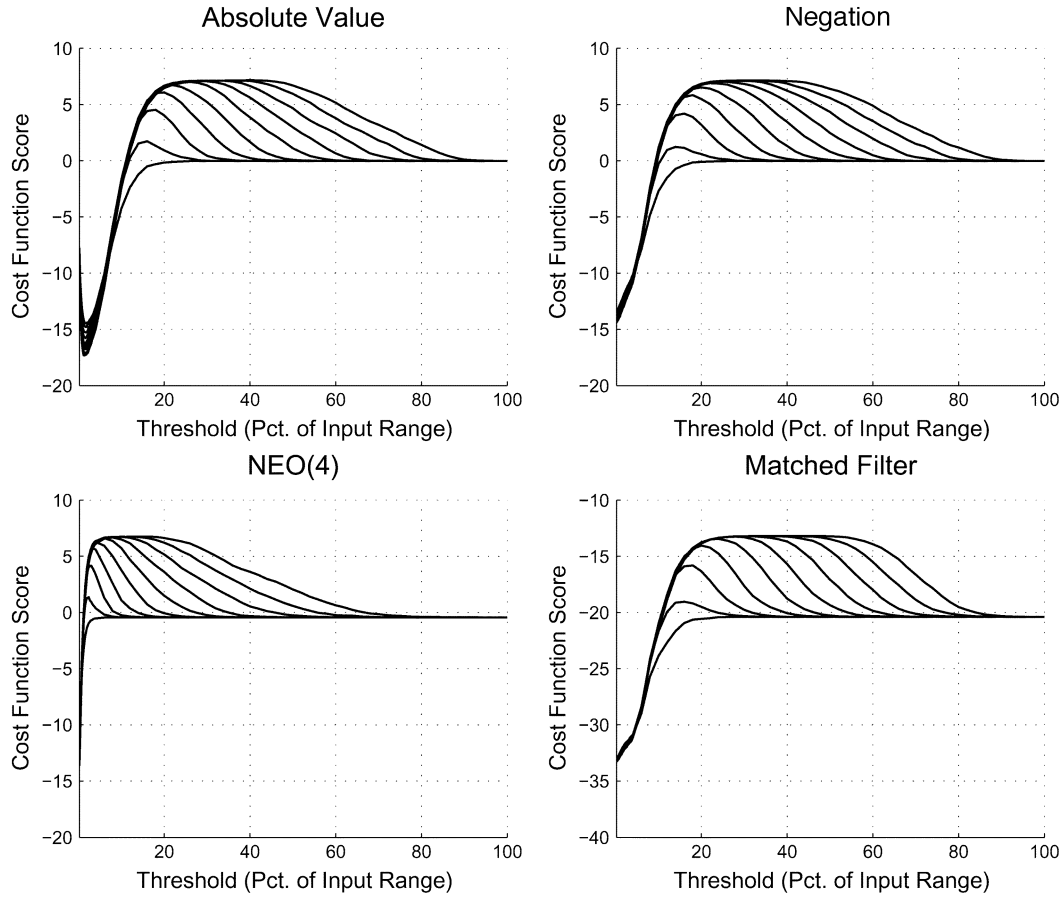 Absolute Value
Cost Function Score
10
5
0
−5
−10
−15
−20
20 40 60 80 100
Threshold (Pct. of Input Range)
Negation
Cost Function Score
10
5
0
−5
−10
−15
−20
20 40 60 80 100
Threshold (Pct. of Input Range)
NEO(4)
Cost Function Score
10
5
0
−5
−10
−15
−20
20 40 60 80 100
Threshold (Pct. of Input Range)
Matched Filter
Cost Function Score
−10
−15
−20
−25
−30
−35
−40
20 40 60 80 100
Threshold (Pct. of Input Range)